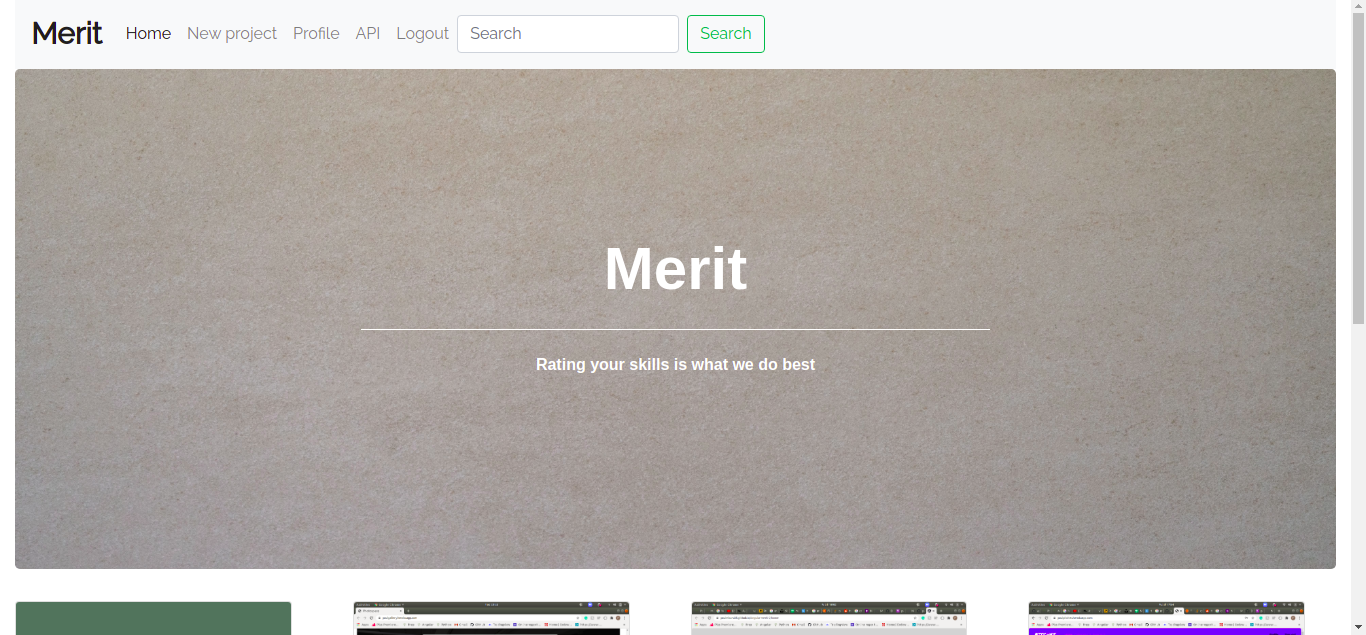 Merit Home New project Profile API Logout Search Search
Merit
Rating your skills is what we do best